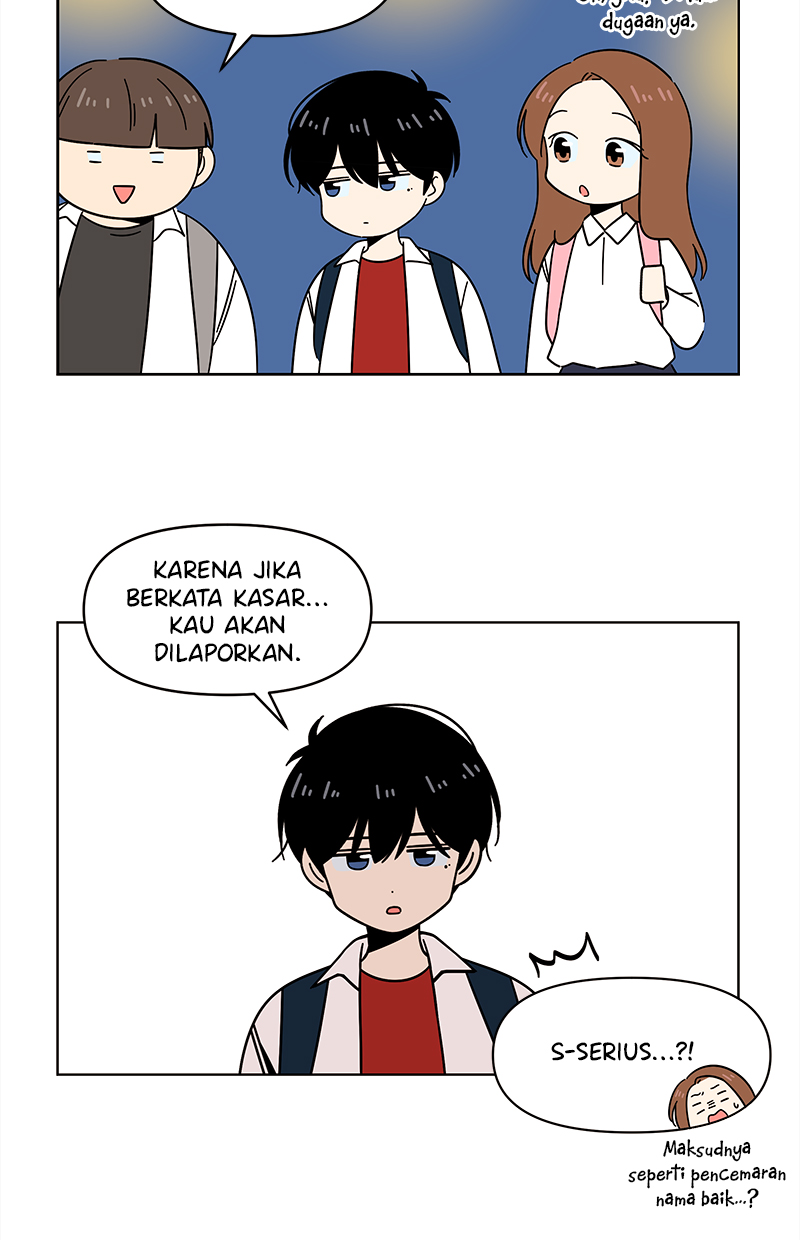 dugaan ya.
KARENA JIKA
BERKATA KASAR...
KAU AKAN
DILAPORKAN.
S-SERIUS...?!
Maksudnya
seperti pencemaran
nama baik...?